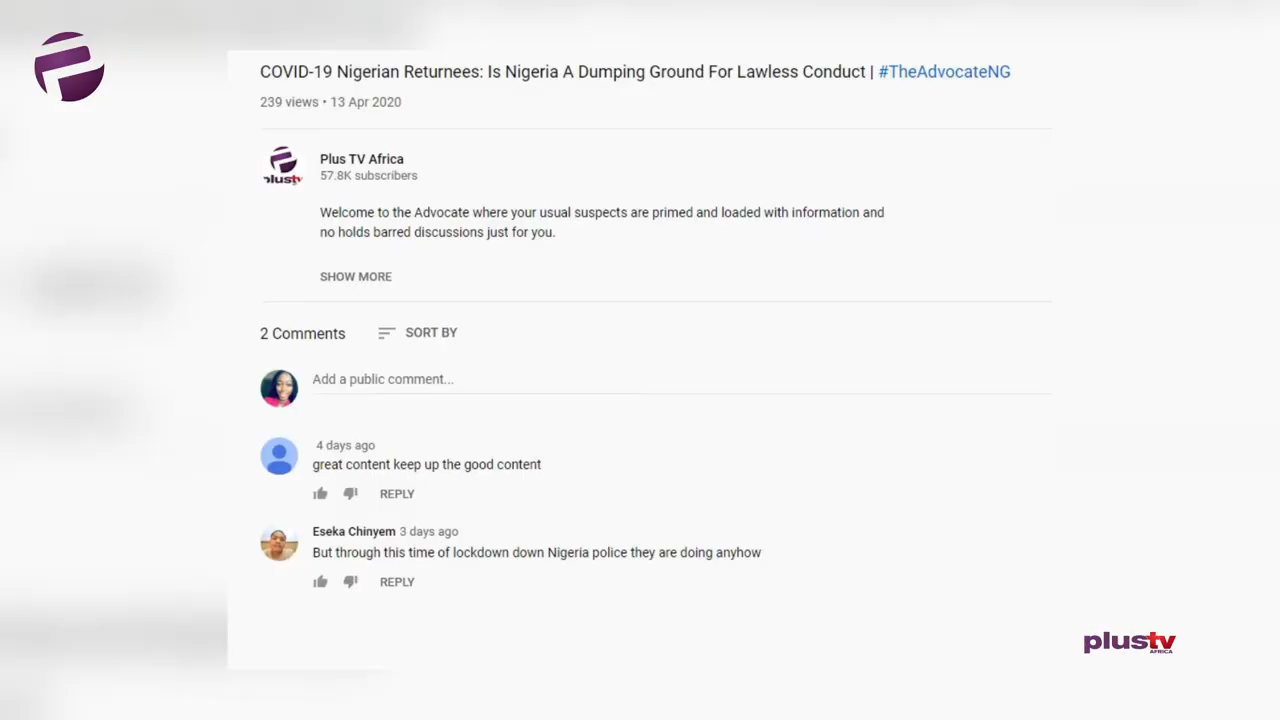 COVID-19 Nigerian Returnees: Is Nigeria A Dumping Ground For Lawless Conduct | #TheAdvocateNG
239 views • 13 Apr 2020
plustv
Plus TV Africa
57.8K subscribers
Welcome to the Advocate where your usual suspects are primed and loaded with information and
no holds barred discussions just for you.
SHOW MORE
2 Comments SORT BY
Add a public comment...
4 days ago
great content keep up the good content
REPLY
Eseka Chinyem 3 days ago
But through this time of lockdown down Nigeria police they are doing anyhow
REPLY
plustv
AFRICA